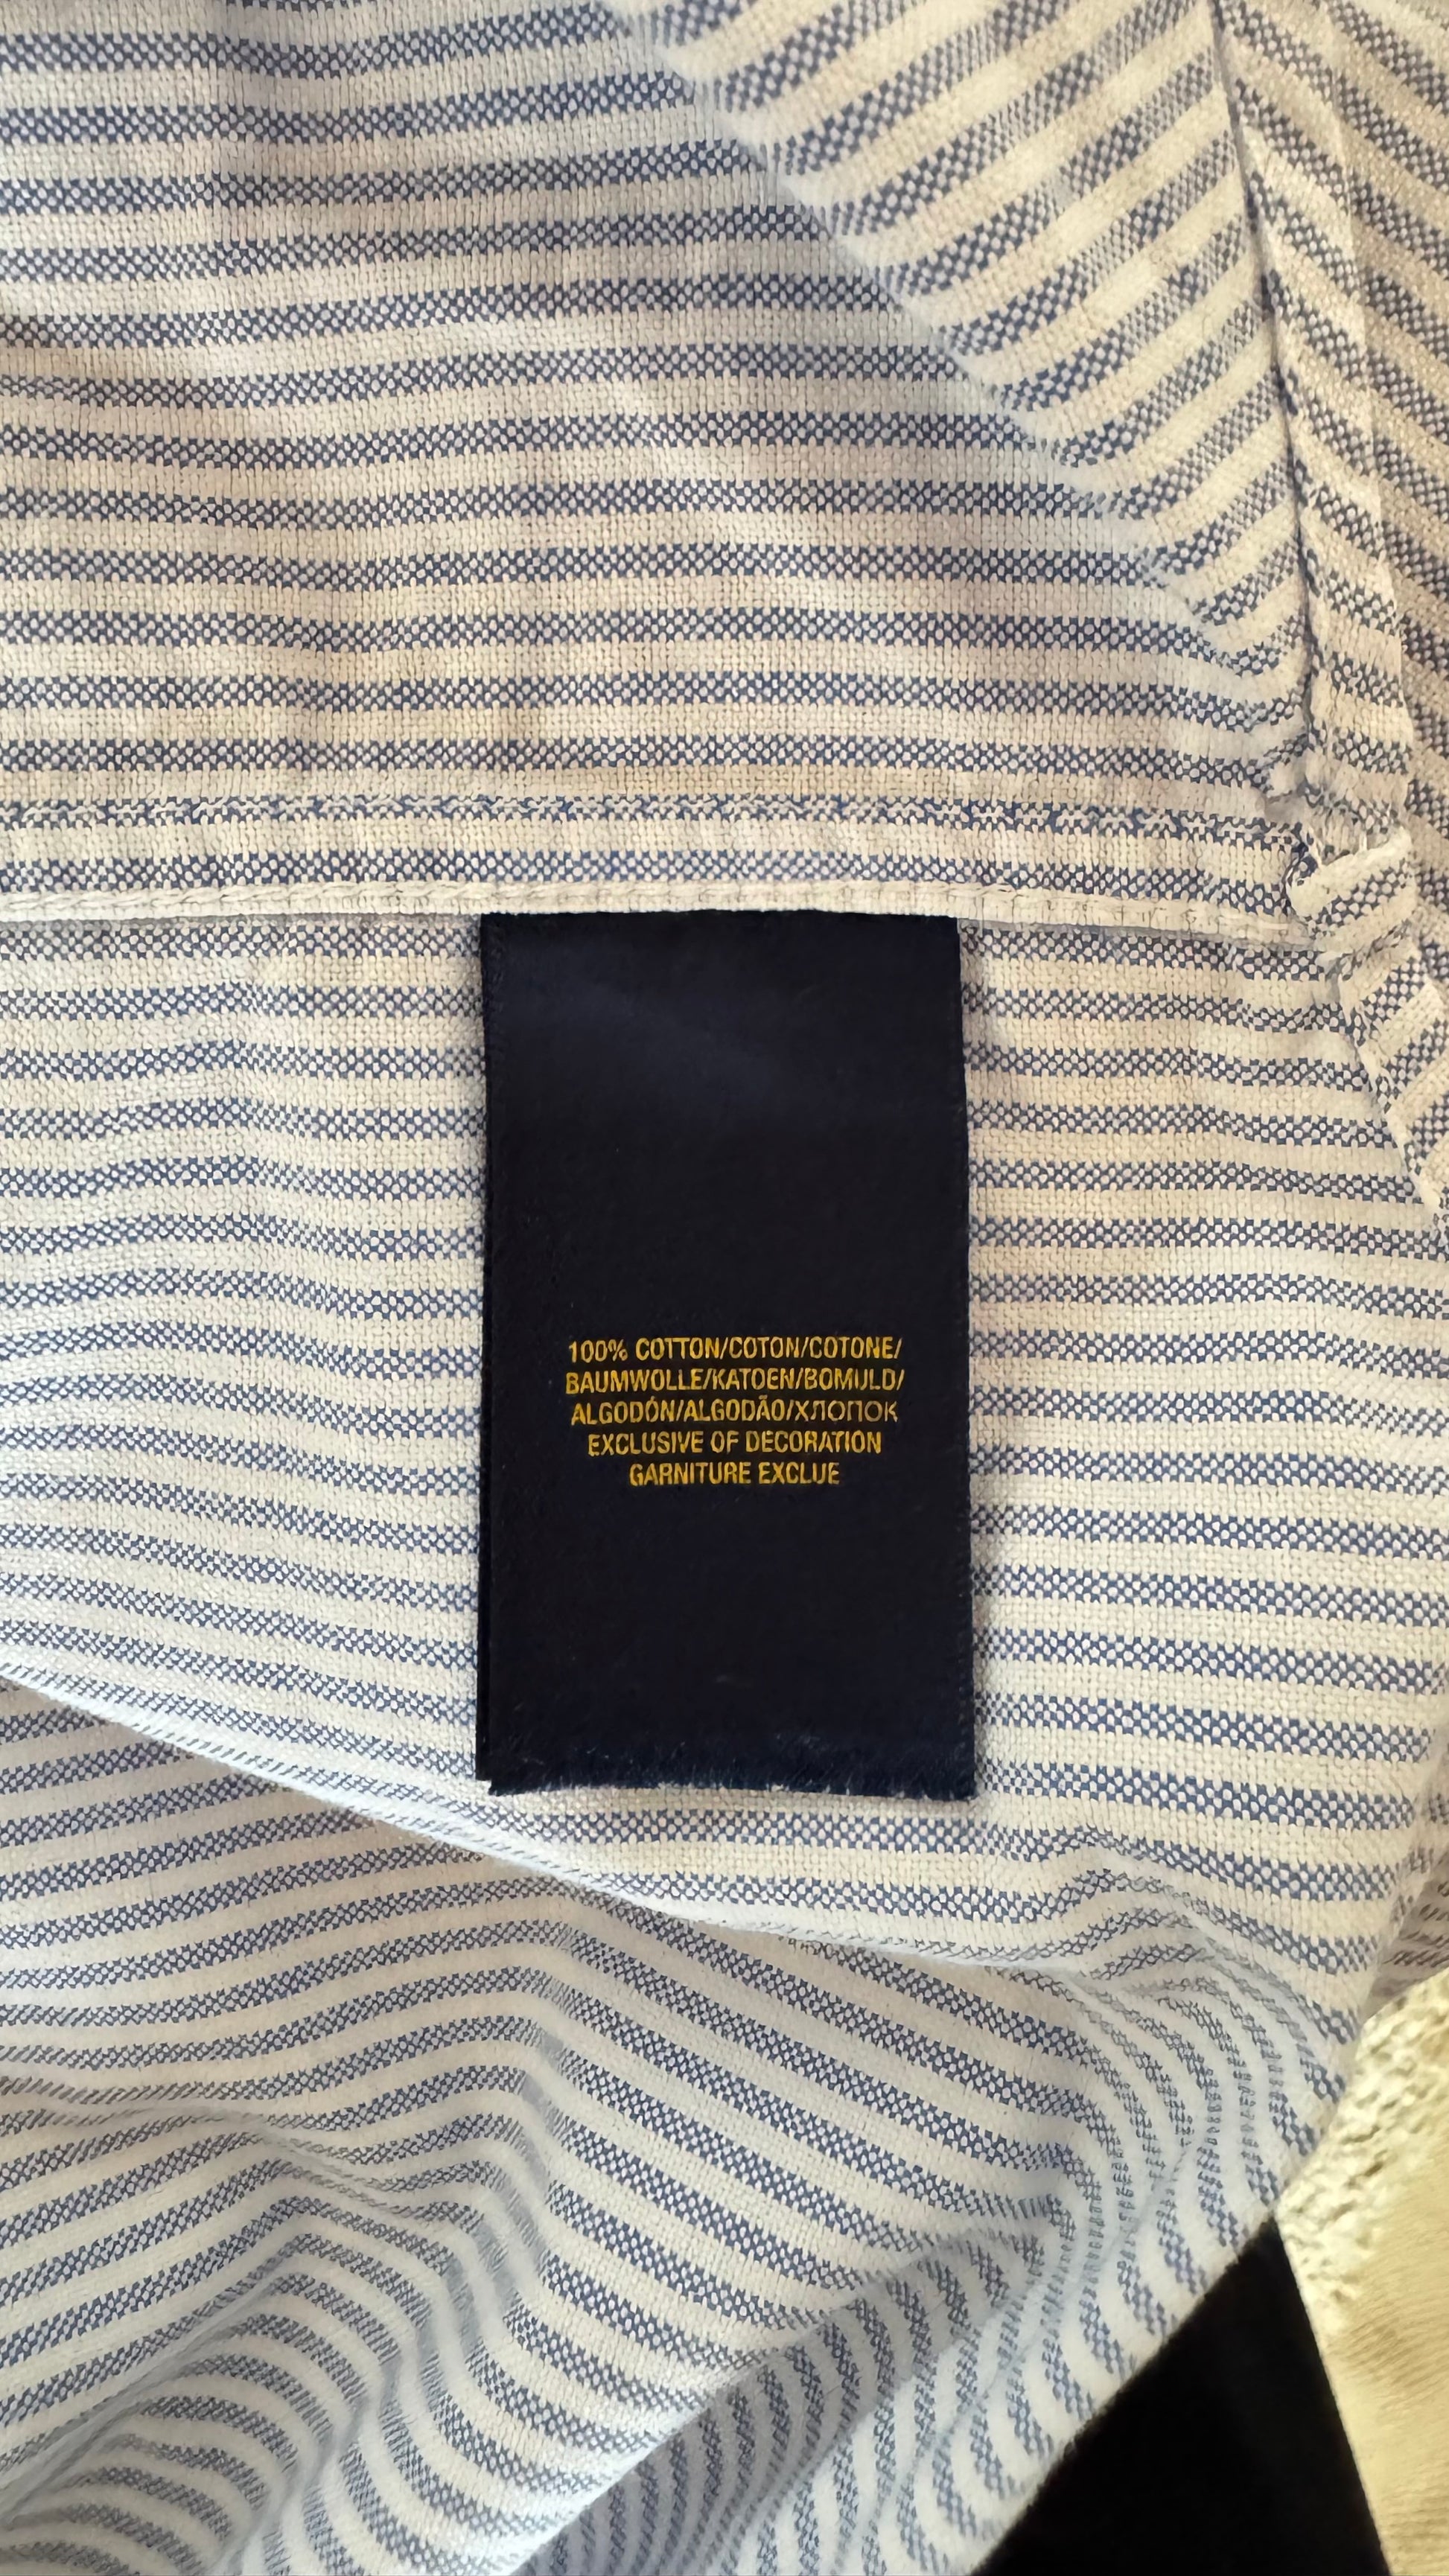 100% COTTON/COTON/COTONE/
BAUMWOLLE/KATOEN/BOMULD/
ALGODÓN/ALGODÃO/ХЛОПОК
EXCLUSIVE OF DECORATION
GARNITURE EXCLUE